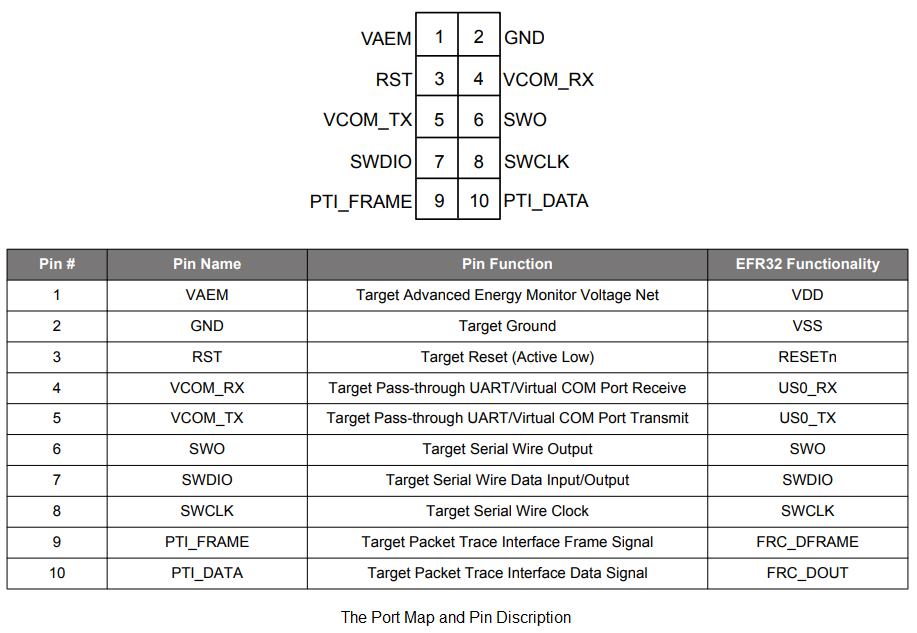 VAEM 1 2 GND
RST 3 4 VCOM_RX
VCOM_TX 5 6 SWO
SWDIO 7 8 SWCLK
PTI_FRAME 9 10 PTI_DATA
Pin # Pin Name Pin Function EFR32 Functionality
1 VAEM Target Advanced Energy Monitor Voltage Net VDD
2 GND Target Ground VSS
3 RST Target Reset (Active Low) RESETn
4 VCOM_RX Target Pass-through UART/Virtual COM Port Receive US0_RX
5 VCOM_TX Target Pass-through UART/Virtual COM Port Transmit US0_TX
6 SWO Target Serial Wire Output SWO
7 SWDIO Target Serial Wire Data Input/Output SWDIO
8 SWCLK Target Serial Wire Clock SWCLK
9 PTI_FRAME Target Packet Trace Interface Frame Signal FRC_DFRAME
10 PTI_DATA Target Packet Trace Interface Data Signal FRC_DOUT
The Port Map and Pin Discription